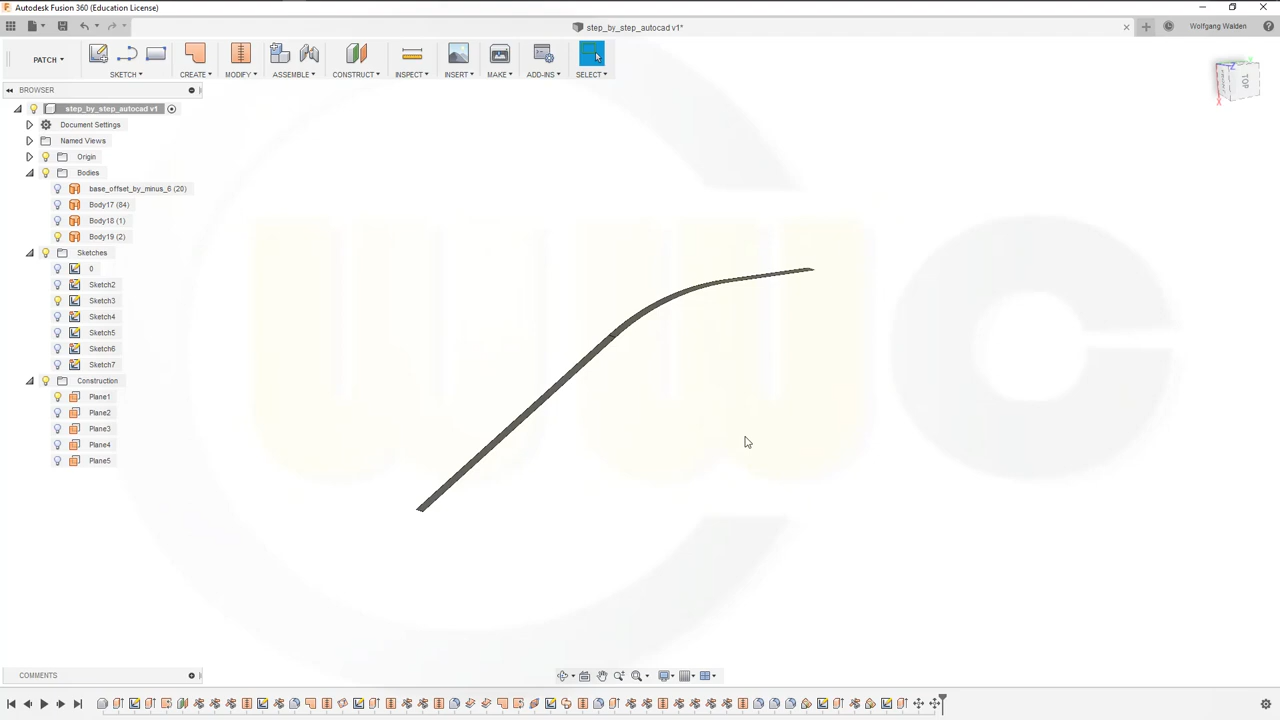 Autodesk Fusion 360 (Education License)
step_by_step_autocad v1*
Wolfgang Walden
PATCH
SKETCH
CREATE
MODIFY
ASSEMBLE
CONSTRUCT
INSPECT
INSERT
MAKE
ADD-INS
SELECT
BROWSER
step_by_step_autocad v1
Document Settings
Named Views
Origin
Bodies
base_offset_by_minus_6 (20)
Body17 (84)
Body18 (1)
Body19 (2)
Sketches
0
Sketch2
Sketch3
Sketch4
Sketch5
Sketch6
Sketch7
Construction
Plane1
Plane2
Plane3
Plane4
Plane5
TOP
Z
X
wwc
COMMENTS